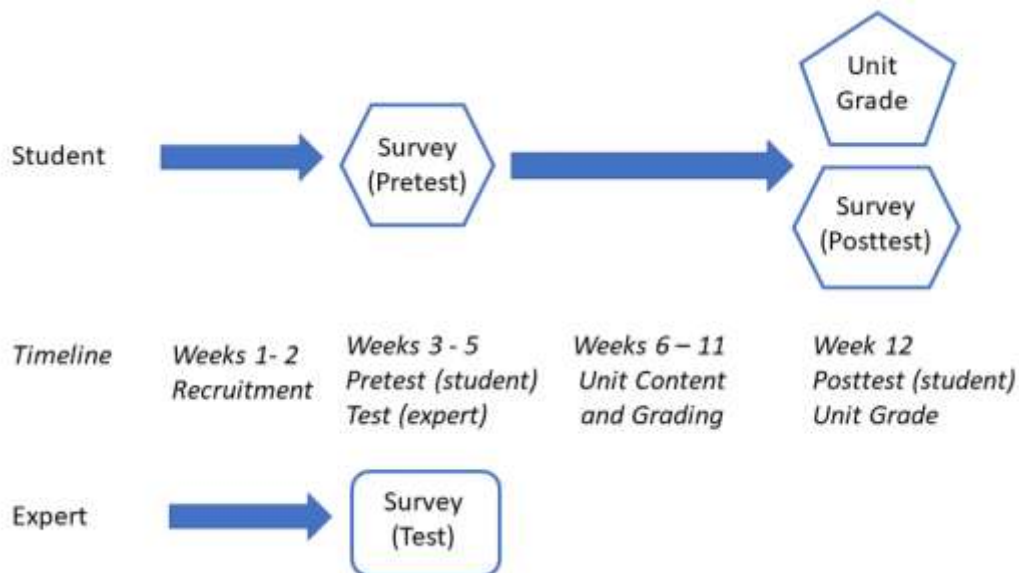 Unit
Grade
Student
Survey
(Pretest)
Survey
(Posttest)
Timeline
Weeks 1- 2
Recruitment
Weeks 3 - 5
Pretest (student)
Test (expert)
Weeks 6 – 11
Unit Content
and Grading
Week 12
Posttest (student)
Unit Grade
Expert
Survey
(Test)